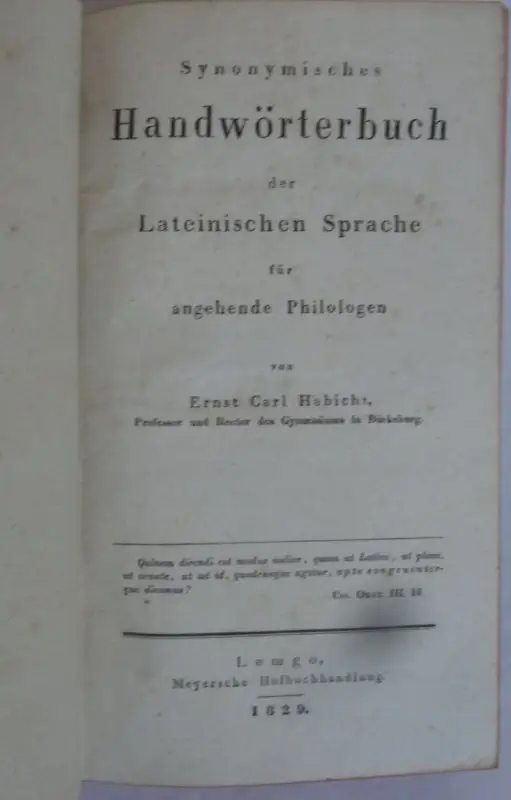 Synonymisches
Handwörterbuch
der
Lateinischen Sprache
für
angehende Philologen
von
Ernst Carl Habicht,
Professor und Rector des Gymnasiums in Bückeburg.
Quinam dicendi est modus melior, quam ut Latine, ut plane,
ut ornate, ut ad id, quodcunque agitur, apte congruenter-
que dicamus?
Cic. Orat. III. 10
Lemgo,
Meyersche Hofbuchhandlung.
1829.